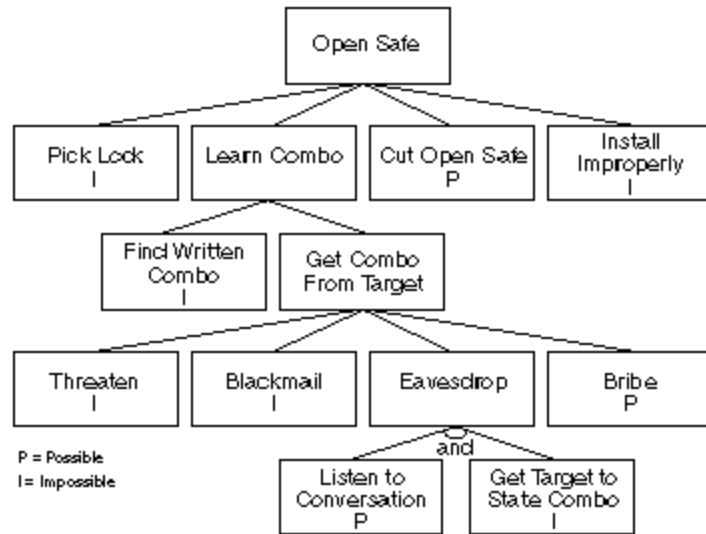 Open Safe
Pick Lock
I
Learn Combo
Cut Open Safe
P
Install
Improperly
I
Find Written
Combo
I
Get Combo
From Target
Threaten
I
Blackmail
I
Eavesdrop
Bribe
P
and
P = Possible
I = Impossible
Listen to
Conversation
P
Get Target to
State Combo
I